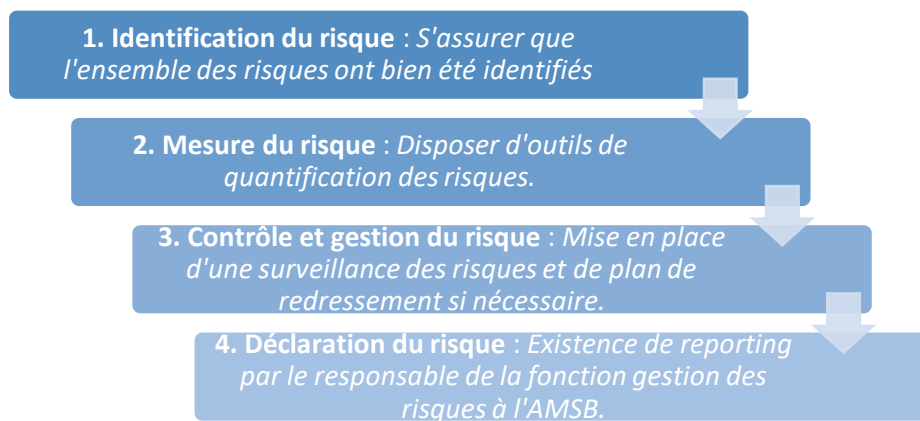 1. Identification du risque : S'assurer que
l'ensemble des risques ont bien été identifiés
2. Mesure du risque : Disposer d'outils de
quantification des risques.
3. Contrôle et gestion du risque : Mise en place
d'une surveillance des risques et de plan de
redressement si nécessaire.
4. Déclaration du risque : Existence de reporting
par le responsable de la fonction gestion des
risques à l'AMSB.